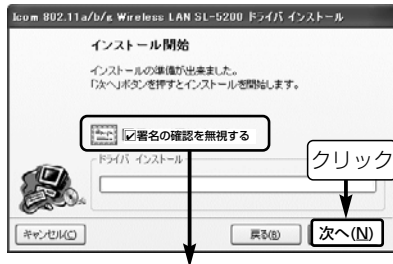 Icom 802.11a/b/g Wireless LAN SL-5200 ドライバ インストール
インストール開始
インストールの準備が出来ました。
「次へ」ボタンを押すとインストールを開始します。
署名の確認を無視する
ドライバ インストール
クリック
キャンセル(C)
戻る(B)
次へ(N)